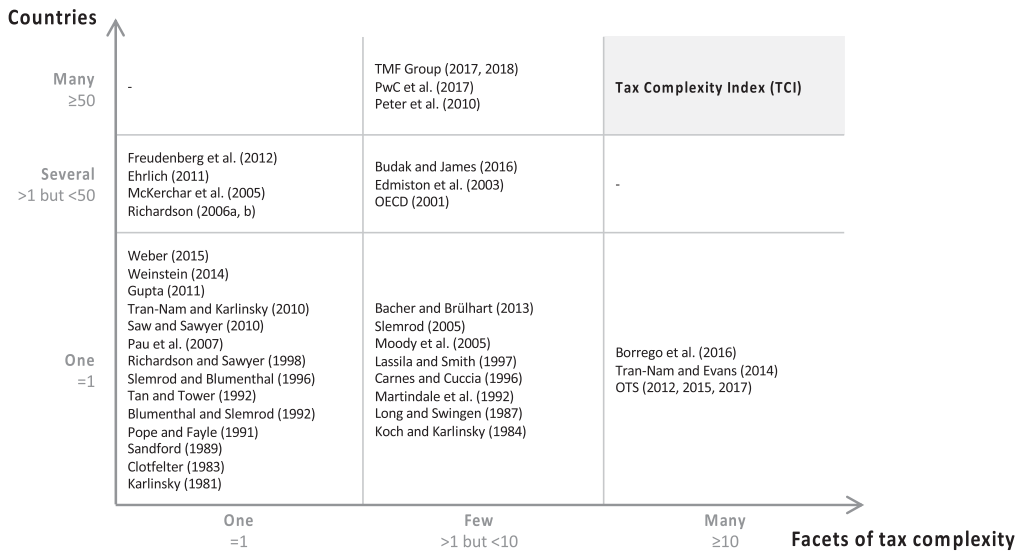 Countries
Many
≥50
-
TMF Group (2017, 2018)
PwC et al. (2017)
Peter et al. (2010)
Tax Complexity Index (TCI)
Several
>1 but <50
Freudenberg et al. (2012)
Ehrlich (2011)
McKerchar et al. (2005)
Richardson (2006a, b)
Budak and James (2016)
Edmiston et al. (2003)
OECD (2001)
-
One
=1
Weber (2015)
Weinstein (2014)
Gupta (2011)
Tran-Nam and Karlinsky (2010)
Saw and Sawyer (2010)
Pau et al. (2007)
Richardson and Sawyer (1998)
Slemrod and Blumenthal (1996)
Tan and Tower (1992)
Blumenthal and Slemrod (1992)
Pope and Fayle (1991)
Sandford (1989)
Clotfelter (1983)
Karlinsky (1981)
Bacher and Brülhart (2013)
Slemrod (2005)
Moody et al. (2005)
Lassila and Smith (1997)
Carnes and Cuccia (1996)
Martindale et al. (1992)
Long and Swingen (1987)
Koch and Karlinsky (1984)
Borrego et al. (2016)
Tran-Nam and Evans (2014)
OTS (2012, 2015, 2017)
One
=1
Few
>1 but <10
Many
≥10
Facets of tax complexity